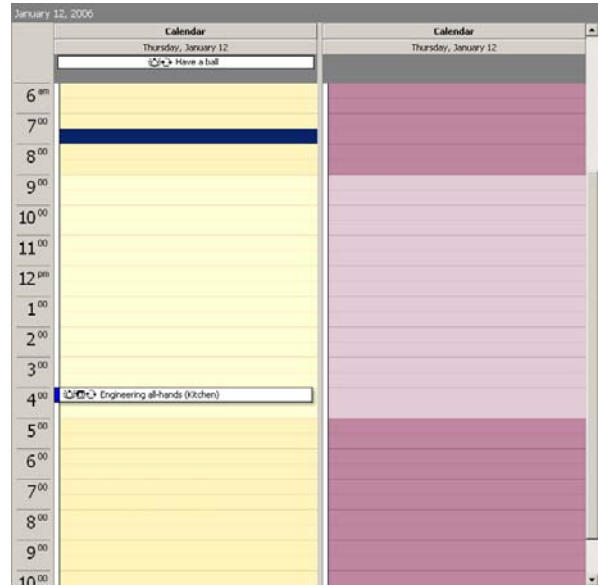 January 12, 2006
Calendar
Calendar
Thursday, January 12
Thursday, January 12
Have a ball
6 am
7 00
8 00
9 00
10 00
11 00
12 pm
1 00
2 00
3 00
4 00
Engineering all-hands (Kitchen)
5 00
6 00
7 00
8 00
9 00
10 00